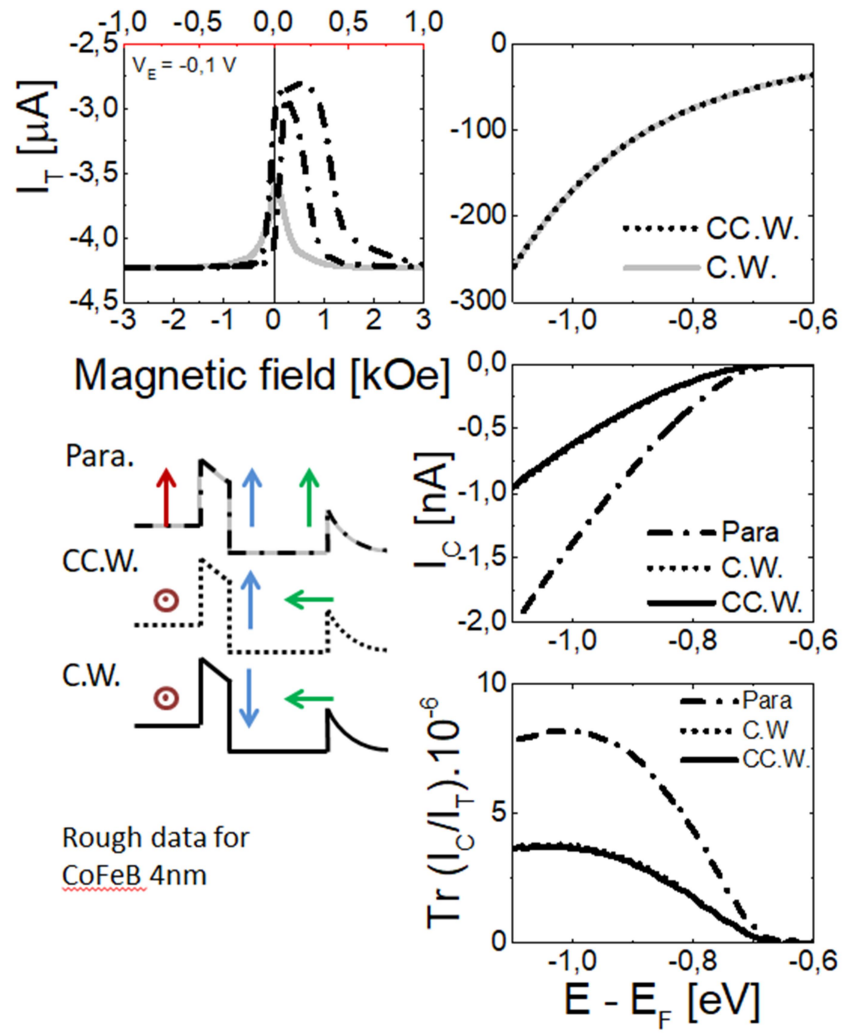 -1,0 -0,5 0,0 0,5 1,0
-2,5
-3,0
-3,5
-4,0
-4,5
I_T [µA]
V_E = -0,1 V
-3 -2 -1 0 1 2 3
Magnetic field [kOe]
0
-100
-200
-300
CC.W.
C.W.
-1,0 -0,8 -0,6
Para.
CC.W.
C.W.
Rough data for
CoFeB 4nm
0,0
-0,5
-1,0
-1,5
-2,0
I_C [nA]
Para
C.W.
CC.W.
-1,0 -0,8 -0,6
10
5
0
Tr (I_C/I_T).10^-6
Para
C.W
CC.W.
-1,0 -0,8 -0,6
E - E_F [eV]